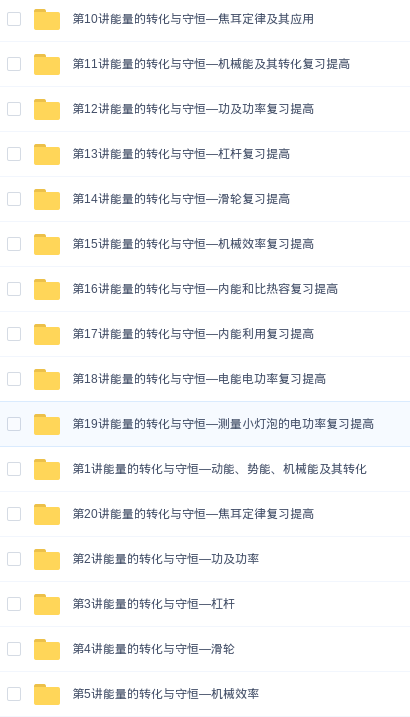 第10讲能量的转化与守恒—焦耳定律及其应用
第11讲能量的转化与守恒—机械能及其转化复习提高
第12讲能量的转化与守恒—功及功率复习提高
第13讲能量的转化与守恒—杠杆复习提高
第14讲能量的转化与守恒—滑轮复习提高
第15讲能量的转化与守恒—机械效率复习提高
第16讲能量的转化与守恒—内能和比热容复习提高
第17讲能量的转化与守恒—内能利用复习提高
第18讲能量的转化与守恒—电能电功率复习提高
第19讲能量的转化与守恒—测量小灯泡的电功率复习提高
第1讲能量的转化与守恒—动能、势能、机械能及其转化
第20讲能量的转化与守恒—焦耳定律复习提高
第2讲能量的转化与守恒—功及功率
第3讲能量的转化与守恒—杠杆
第4讲能量的转化与守恒—滑轮
第5讲能量的转化与守恒—机械效率